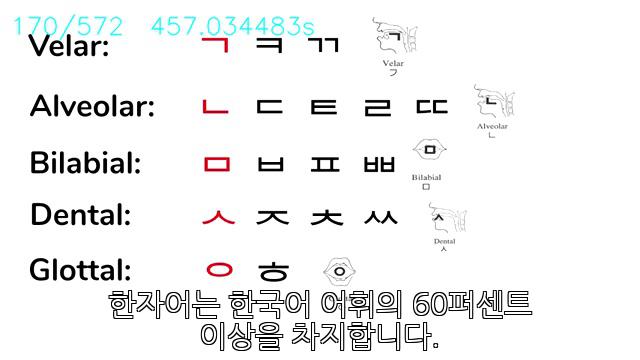 170/572 457.034483s
Velar: ㄱ ㅋ ㄲ
Velar
ㄱ
Alveolar: ㄴ ㄷ ㅌ ㄹ ㄸ
Alveolar
ㄴ
Bilabial: ㅁ ㅂ ㅍ ㅃ
Bilabial
ㅁ
Dental: ㅅ ㅈ ㅊ ㅆ
Dental
ㅅ
Glottal: ㅇ ㅎ
한자어는 한국어 어휘의 60퍼센트
이상을 차지합니다.